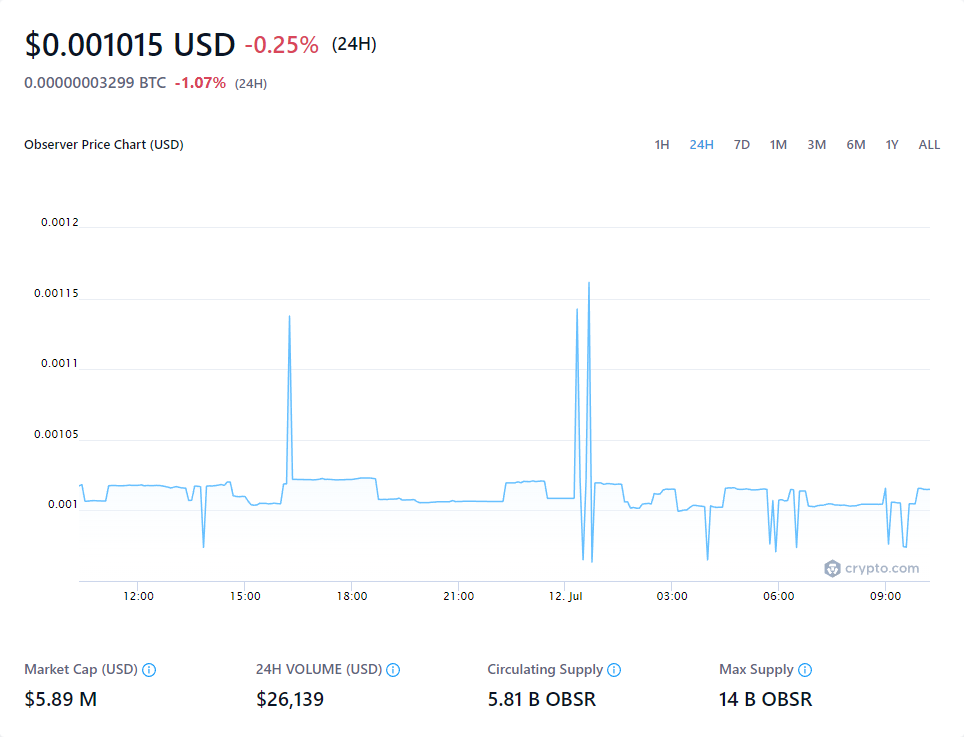 $0.001015 USD -0.25% (24H)
0.00000003299 BTC -1.07% (24H)
Observer Price Chart (USD) 1H 24H 7D 1M 3M 6M 1Y ALL
0.0012
0.00115
0.0011
0.00105
0.001
crypto.com
12:00 15:00 18:00 21:00 12. Jul 03:00 06:00 09:00
Market Cap (USD) 24H VOLUME (USD) Circulating Supply Max Supply
$5.89 M $26,139 5.81 B OBSR 14 B OBSR